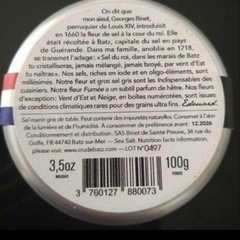 On dit que
mon aïeul, Georges Binet,
perruquier de Louis XIV, introduisit
en 1660 la fleur de sel à la cour du roi. Elle
était récoltée à Batz, capitale du sel en pays
de Guérande. Dans ma famille, anoblie en 1718,
se transmet l'adage : « Sel du roi, dans les marais de Batz
tu cristalliseras, jamais mélangé, jamais broyé, par vent d'Est
tu naîtras ». Nos sels, riches en iode et en oligo-éléments, sont
millésimés. Notre fleur et nos gris sel sont les Indispensables des
cuisines. Notre Fleur Fumée a un subtil parfum de hêtre. Nos fleurs
d'exception : Vent d'Est et Neige, en boîtes numérotées, sont issues
de conditions climatiques rares pour des grains ultra fins. Edouard.
Sel marin gris de table. Peut contenir des impuretés naturelles. Conserver à l'abri
de la lumière et de l'humidité. À consommer de préférence avant : 12.2026
Conditionnement et distribution : SAS Binet de Sainte Preuve, 34 rue du
Golfe, FR 44740 Batz-sur-Mer — Sea Salt. Nutrition facts information,
please visit: www.crudebatz.com - LOT N°0497
3,5oz
WEIGHT
100g
POIDS
3 760127 880073